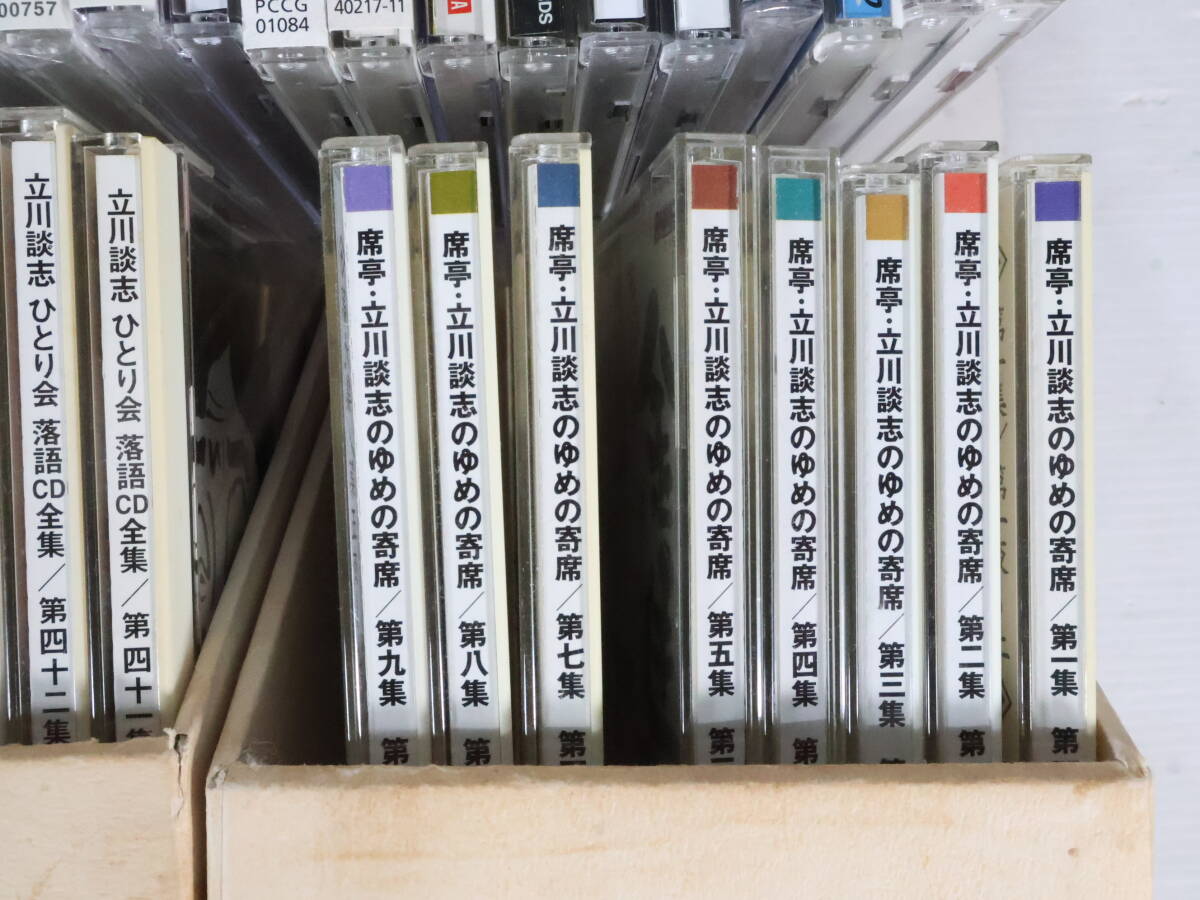 00757
PCCG
01084
40217-11
DS
立川談志 ひとり会 落語CD全集／第四十二集
立川談志 ひとり会 落語CD全集／第四十一集
席亭・立川談志のゆめの寄席／第九集 第
席亭・立川談志のゆめの寄席／第八集 第
席亭・立川談志のゆめの寄席／第七集
席亭・立川談志のゆめの寄席／第五集
席亭・立川談志のゆめの寄席／第四集 第
席亭・立川談志のゆめの寄席／第三集
席亭・立川談志のゆめの寄席／第二集 第
席亭・立川談志のゆめの寄席／第一集 第